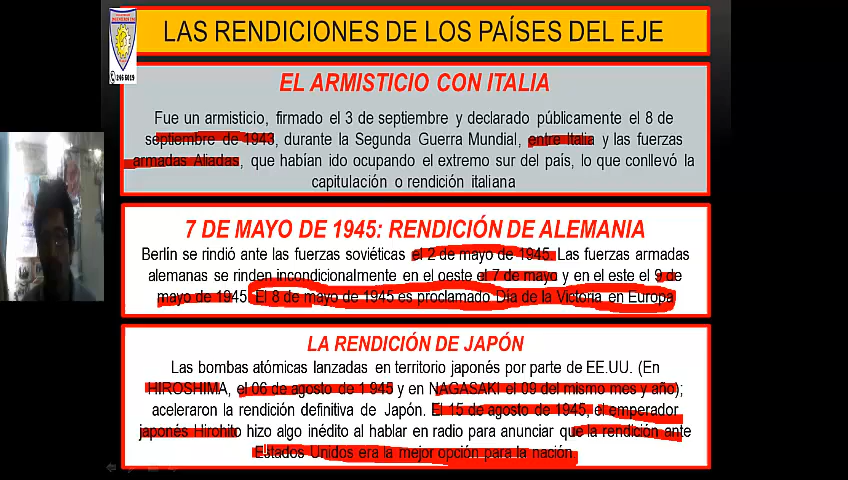 LAS RENDICIONES DE LOS PAÍSES DEL EJE
246 6019
EL ARMISTICIO CON ITALIA
Fue un armisticio, firmado el 3 de septiembre y declarado públicamente el 8 de
septiembre de 1943, durante la Segunda Guerra Mundial, entre Italia y las fuerzas
armadas Aliadas, que habían ido ocupando el extremo sur del país, lo que conllevó la
capitulación o rendición italiana
7 DE MAYO DE 1945: RENDICIÓN DE ALEMANIA
Berlín se rindió ante las fuerzas soviéticas el 2 de mayo de 1945. Las fuerzas armadas
alemanas se rinden incondicionalmente en el oeste el 7 de mayo y en el este el 9 de
mayo de 1945. El 8 de mayo de 1945 es proclamado Día de la Victoria en Europa
LA RENDICIÓN DE JAPÓN
Las bombas atómicas lanzadas en territorio japonés por parte de EE.UU. (En
HIROSHIMA, el 06 de agosto de 1 945 y en NAGASAKI el 09 del mismo mes y año);
aceleraron la rendición definitiva de Japón. El 15 de agosto de 1945, el emperador
japonés Hirohito hizo algo inédito al hablar en radio para anunciar que la rendición ante
Estados Unidos era la mejor opción para la nación.